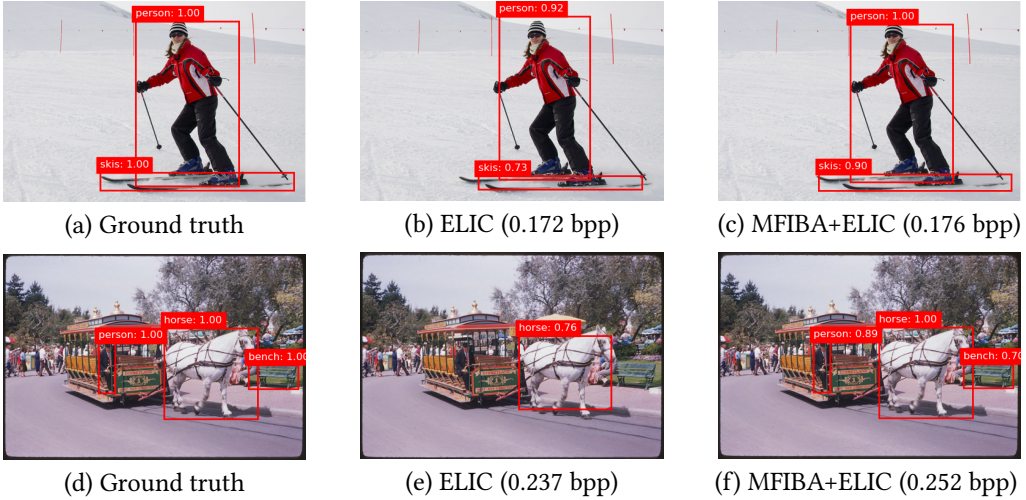 person: 1.00
skis: 1.00
person: 0.92
skis: 0.73
person: 1.00
skis: 0.90
(a) Ground truth
(b) ELIC (0.172 bpp)
(c) MFIBA+ELIC (0.176 bpp)
horse: 1.00
person: 1.00
bench: 1.00
horse: 0.76
horse: 1.00
person: 0.89
bench: 0.70
(d) Ground truth
(e) ELIC (0.237 bpp)
(f) MFIBA+ELIC (0.252 bpp)